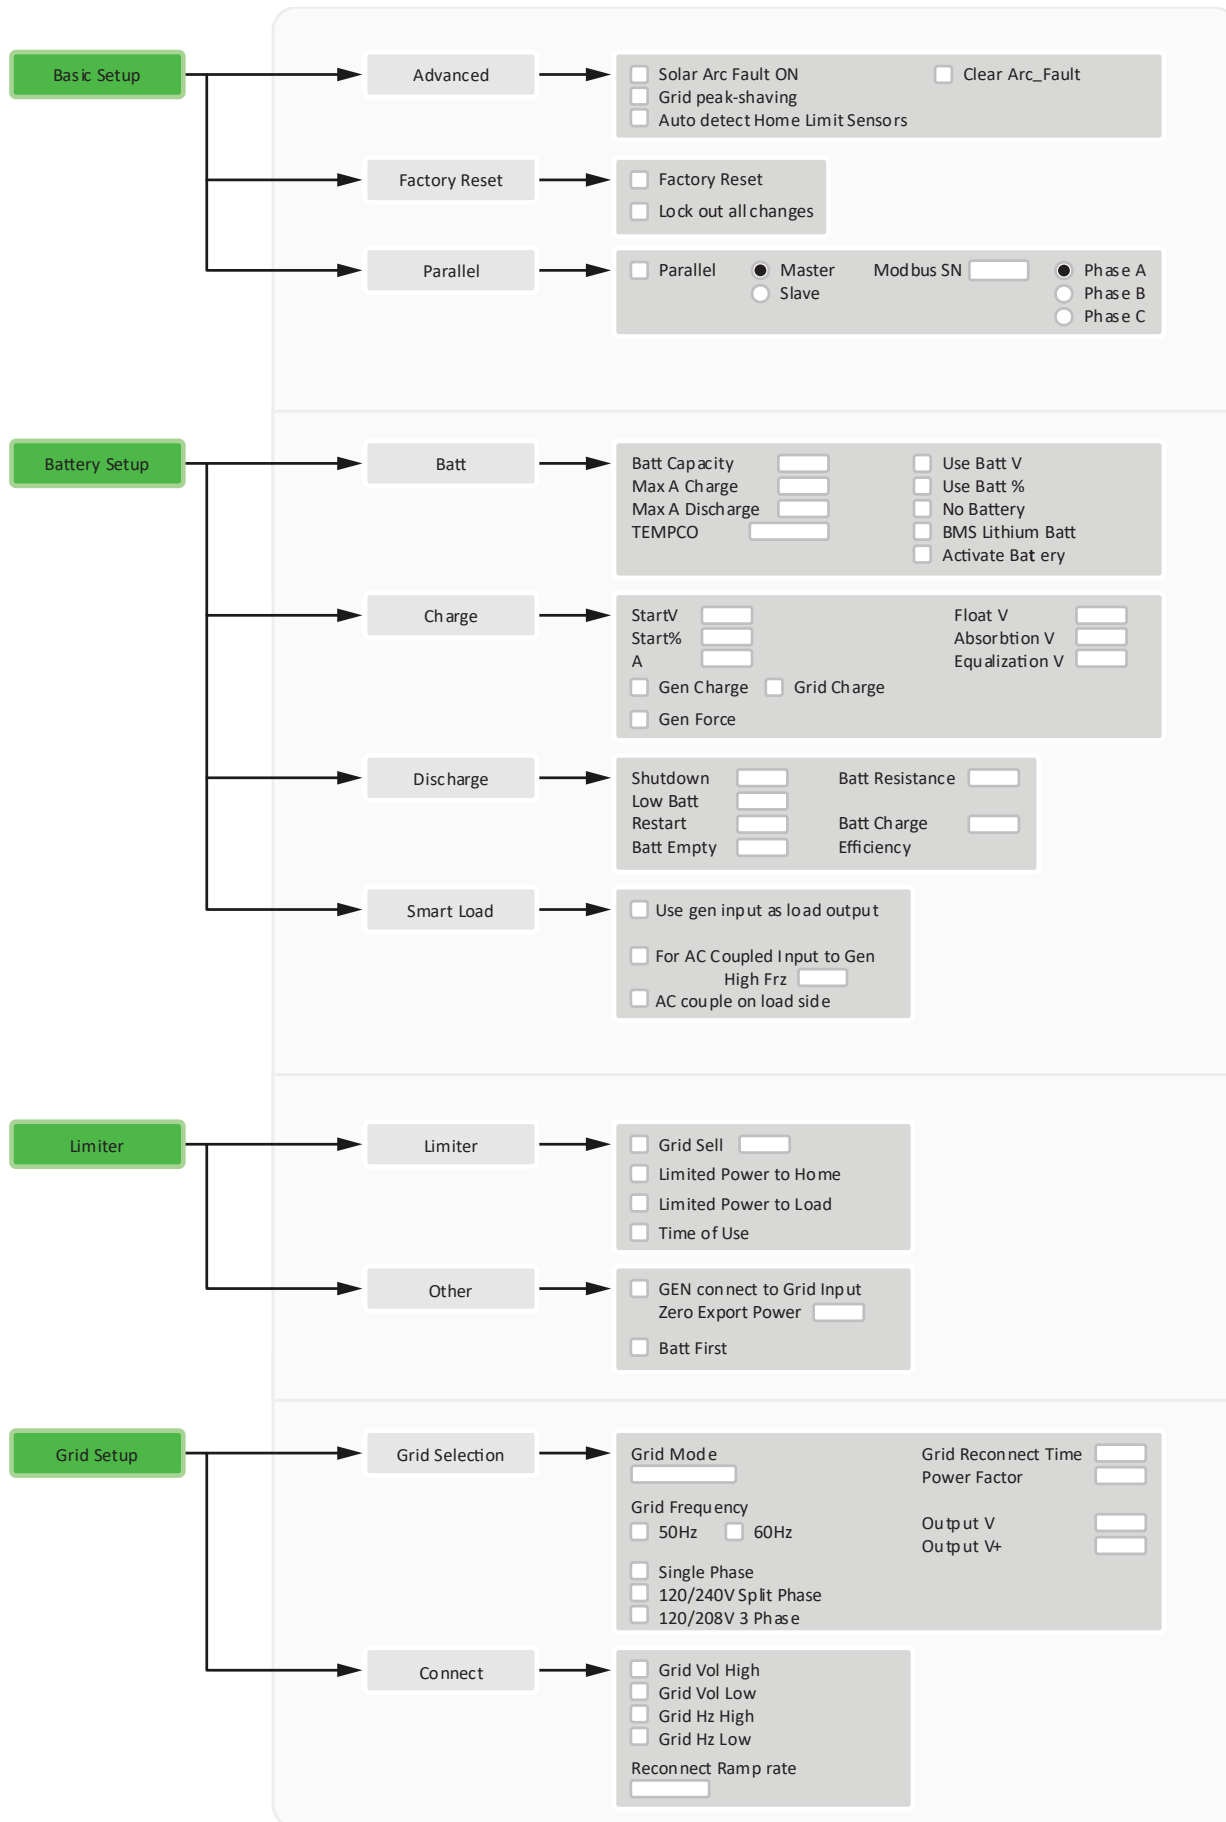 Basic Setup
Advanced
Solar Arc Fault ON
Clear Arc_Fault
Grid peak-shaving
Auto detect Home Limit Sensors
Factory Reset
Factory Reset
Lock out all changes
Parallel
Parallel
Master
Modbus SN
Phase A
Slave
Phase B
Phase C
Battery Setup
Batt
Batt Capacity
Use Batt V
Max A Charge
Use Batt %
Max A Discharge
No Battery
TEMPCO
BMS Lithium Batt
Activate Bat ery
Charge
StartV
Float V
Start%
Absorbtion V
A
Equalization V
Gen Charge
Grid Charge
Gen Force
Discharge
Shutdown
Batt Resistance
Low Batt
Restart
Batt Charge
Batt Empty
Efficiency
Smart Load
Use gen input as load output
For AC Coupled Input to Gen
High Frz
AC couple on load side
Limiter
Limiter
Grid Sell
Limited Power to Home
Limited Power to Load
Time of Use
Other
GEN connect to Grid Input
Zero Export Power
Batt First
Grid Setup
Grid Selection
Grid Mode
Grid Reconnect Time
Power Factor
Grid Frequency
50Hz
60Hz
Output V
Output V+
Single Phase
120/240V Split Phase
120/208V 3 Phase
Connect
Grid Vol High
Grid Vol Low
Grid Hz High
Grid Hz Low
Reconnect Ramp rate